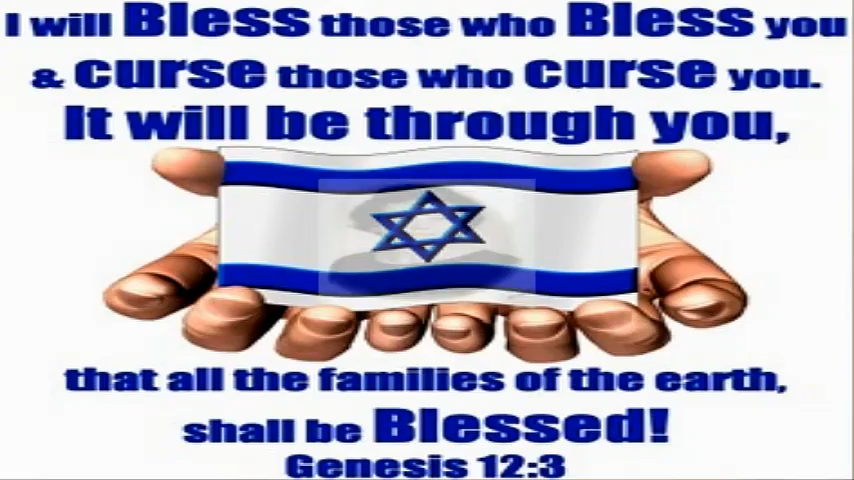 I will Bless those who Bless you
& curse those who curse you.
It will be through you,
that all the families of the earth,
shall be Blessed!
Genesis 12:3